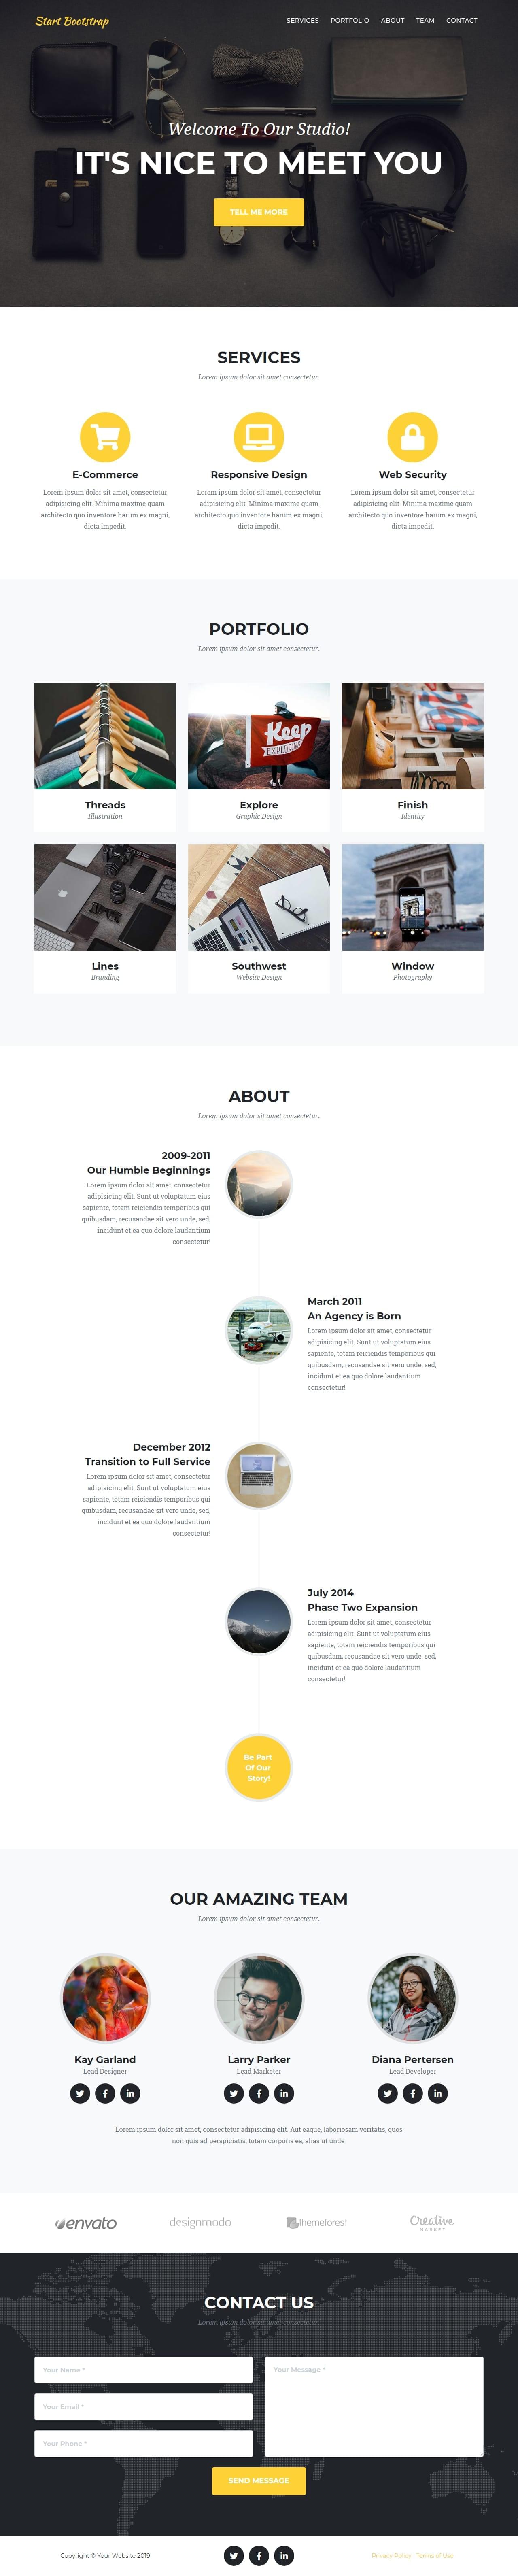 Start Bootstrap
SERVICES PORTFOLIO ABOUT TEAM CONTACT
Welcome To Our Studio!
IT'S NICE TO MEET YOU
TELL ME MORE
SERVICES
Lorem ipsum dolor sit amet consectetur.
E-Commerce
Lorem ipsum dolor sit amet, consectetur
adipisicing elit. Minima maxime quam
architecto quo inventore harum ex magni,
dicta impedit.
Responsive Design
Lorem ipsum dolor sit amet, consectetur
adipisicing elit. Minima maxime quam
architecto quo inventore harum ex magni,
dicta impedit.
Web Security
Lorem ipsum dolor sit amet, consectetur
adipisicing elit. Minima maxime quam
architecto quo inventore harum ex magni,
dicta impedit.
PORTFOLIO
Lorem ipsum dolor sit amet consectetur.
Keep
EXPLORING
Threads
Illustration
Explore
Graphic Design
Finish
Identity
Lines
Branding
Southwest
Website Design
Window
Photography
ABOUT
Lorem ipsum dolor sit amet consectetur.
2009-2011
Our Humble Beginnings
Lorem ipsum dolor sit amet, consectetur
adipisicing elit. Sunt ut voluptatum eius
sapiente, totam reiciendis temporibus qui
quibusdam, recusandae sit vero unde, sed,
incidunt et ea quo dolore laudantium
consectetur!
March 2011
An Agency is Born
Lorem ipsum dolor sit amet, consectetur
adipisicing elit. Sunt ut voluptatum eius
sapiente, totam reiciendis temporibus qui
quibusdam, recusandae sit vero unde, sed,
incidunt et ea quo dolore laudantium
consectetur!
December 2012
Transition to Full Service
Lorem ipsum dolor sit amet, consectetur
adipisicing elit. Sunt ut voluptatum eius
sapiente, totam reiciendis temporibus qui
quibusdam, recusandae sit vero unde, sed,
incidunt et ea quo dolore laudantium
consectetur!
July 2014
Phase Two Expansion
Lorem ipsum dolor sit amet, consectetur
adipisicing elit. Sunt ut voluptatum eius
sapiente, totam reiciendis temporibus qui
quibusdam, recusandae sit vero unde, sed,
incidunt et ea quo dolore laudantium
consectetur!
Be Part
Of Our
Story!
OUR AMAZING TEAM
Lorem ipsum dolor sit amet consectetur.
Kay Garland
Lead Designer
Larry Parker
Lead Marketer
Diana Pertersen
Lead Developer
Lorem ipsum dolor sit amet, consectetur adipisicing elit. Aut eaque, laboriosam veritatis, quos
non quis ad perspiciatis, totam corporis ea, alias ut unde.
envato designmodo themeforest Creative
MARKET
CONTACT US
Lorem ipsum dolor sit amet consectetur.
Your Name *
Your Email *
Your Phone *
Your Message *
SEND MESSAGE
Copyright © Your Website 2019
Privacy Policy Terms of Use